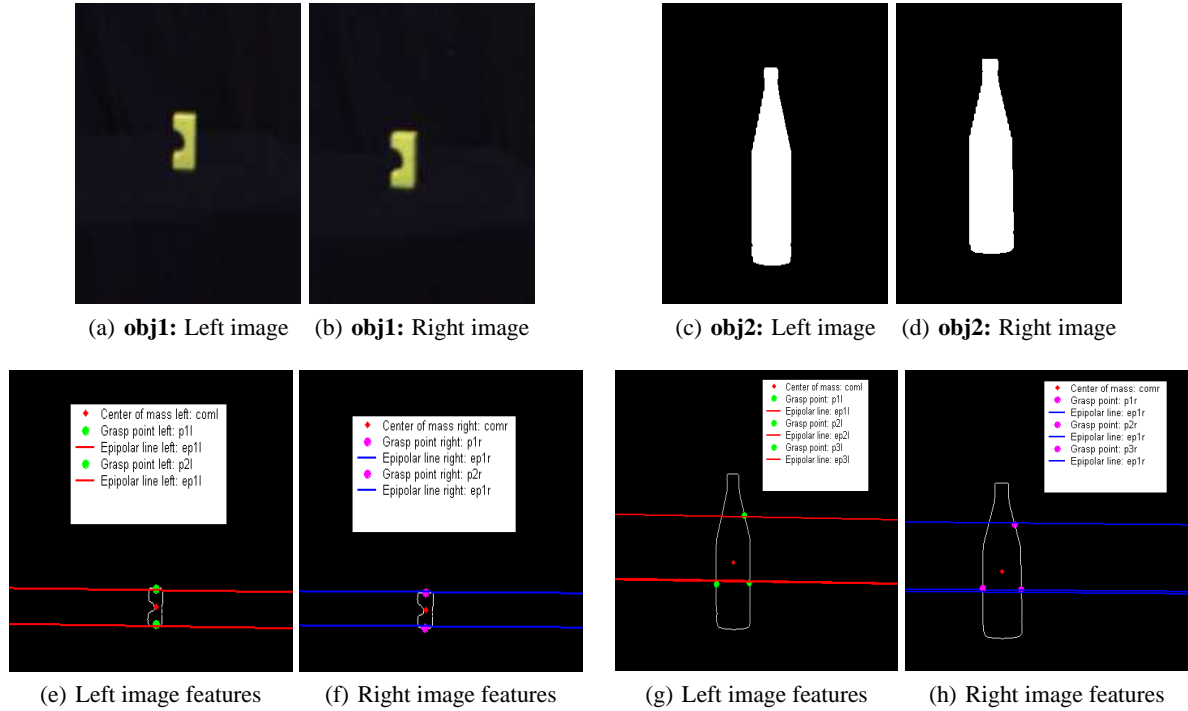 (a) obj1: Left image
(b) obj1: Right image
(c) obj2: Left image
(d) obj2: Right image
Center of mass left: coml
Grasp point left: p1l
Epipolar line left: ep1l
Grasp point left: p2l
Epipolar line left: ep1l
Center of mass right: comr
Grasp point right: p1r
Epipolar line right: ep1r
Grasp point right: p2r
Epipolar line right: ep1r
Center of mass: coml
Grasp point: p1l
Epipolar line: ep1l
Grasp point: p2l
Epipolar line: ep2l
Grasp point: p3l
Epipolar line: ep3l
Center of mass: comr
Grasp point: p1r
Epipolar line: ep1r
Grasp point: p2r
Epipolar line: ep1r
Grasp point: p3r
Epipolar line: ep1r
(e) Left image features
(f) Right image features
(g) Left image features
(h) Right image features